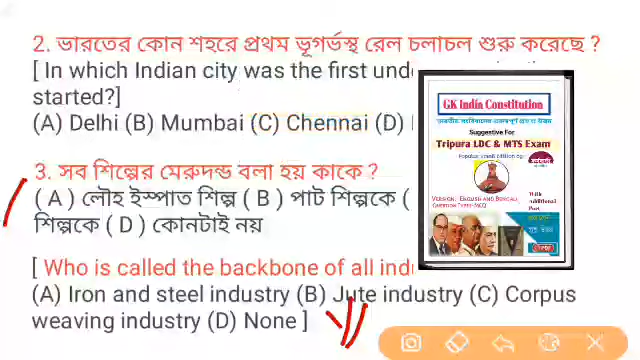 2. ভারতের কোন শহরে প্রথম ভূগর্ভস্থ রেল চলাচল শুরু করেছে ?
[ In which Indian city was the first
started?]
(A) Delhi (B) Mumbai (C) Chennai (D)
3. সব শিল্পের মেরুদন্ড বলা হয় কাকে ?
( A ) লৌহ ইস্পাত শিল্প ( B ) পাট শিল্পকে (
শিল্পকে ( D ) কোনটাই নয়
[ Who is called the backbone of all
(A) Iron and steel industry (B) Jute industry (C) Corpus
weaving industry (D) None ]
GK India Constitution
Suggestive For
Tripura LDC & MTS Exam